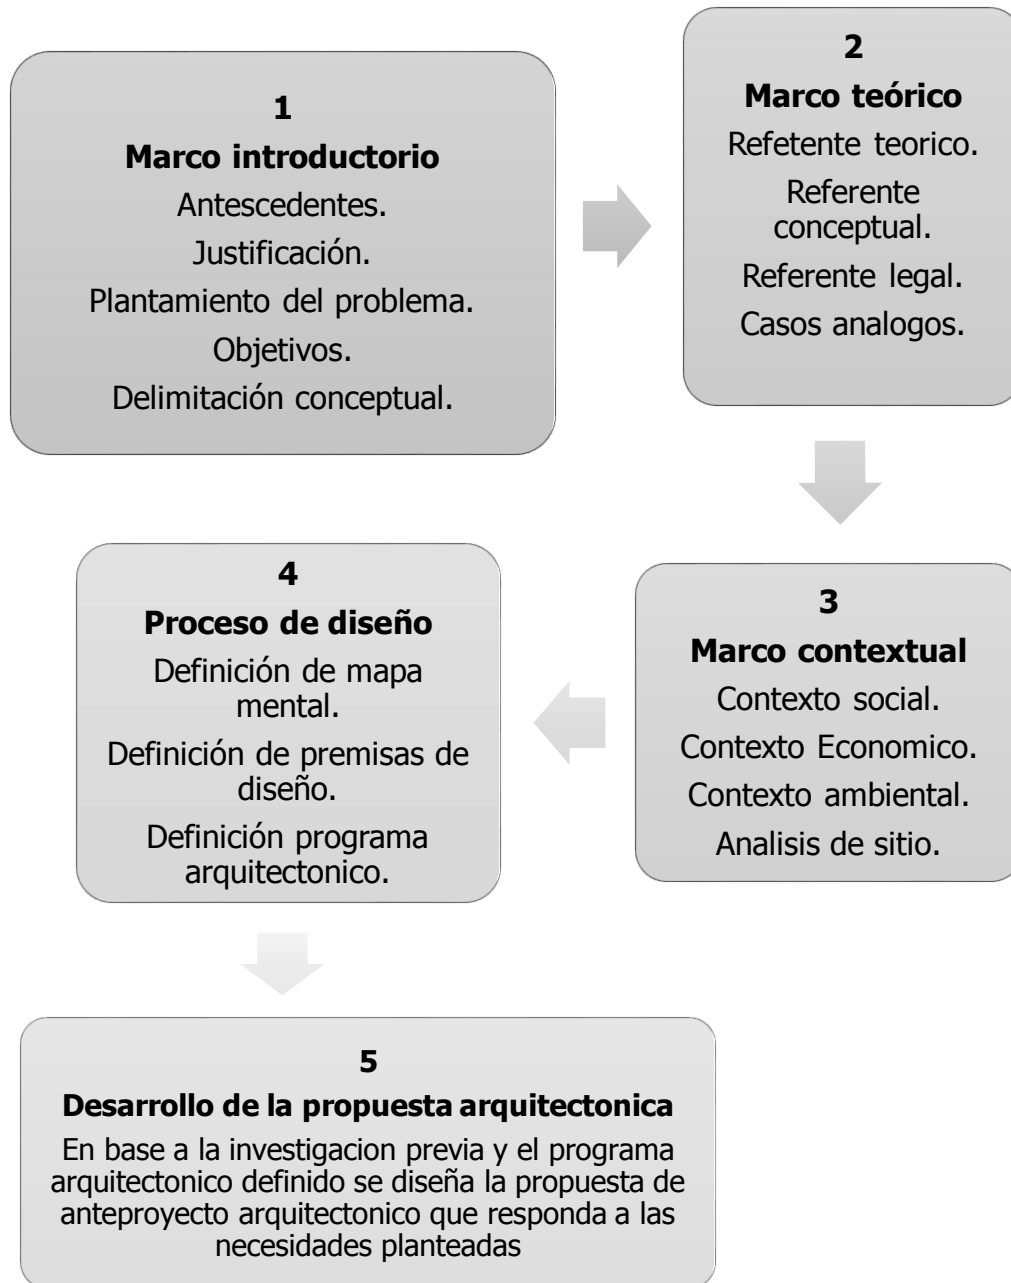 1
Marco introductorio
Antescedentes.
Justificación.
Plantamiento del problema.
Objetivos.
Delimitación conceptual.
2
Marco teórico
Refetente teorico.
Referente
conceptual.
Referente legal.
Casos analogos.
3
Marco contextual
Contexto social.
Contexto Economico.
Contexto ambiental.
Analisis de sitio.
4
Proceso de diseño
Definición de mapa
mental.
Definición de premisas de
diseño.
Definición programa
arquitectonico.
5
Desarrollo de la propuesta arquitectonica
En base a la investigacion previa y el programa
arquitectonico definido se diseña la propuesta de
anteproyecto arquitectonico que responda a las
necesidades planteadas